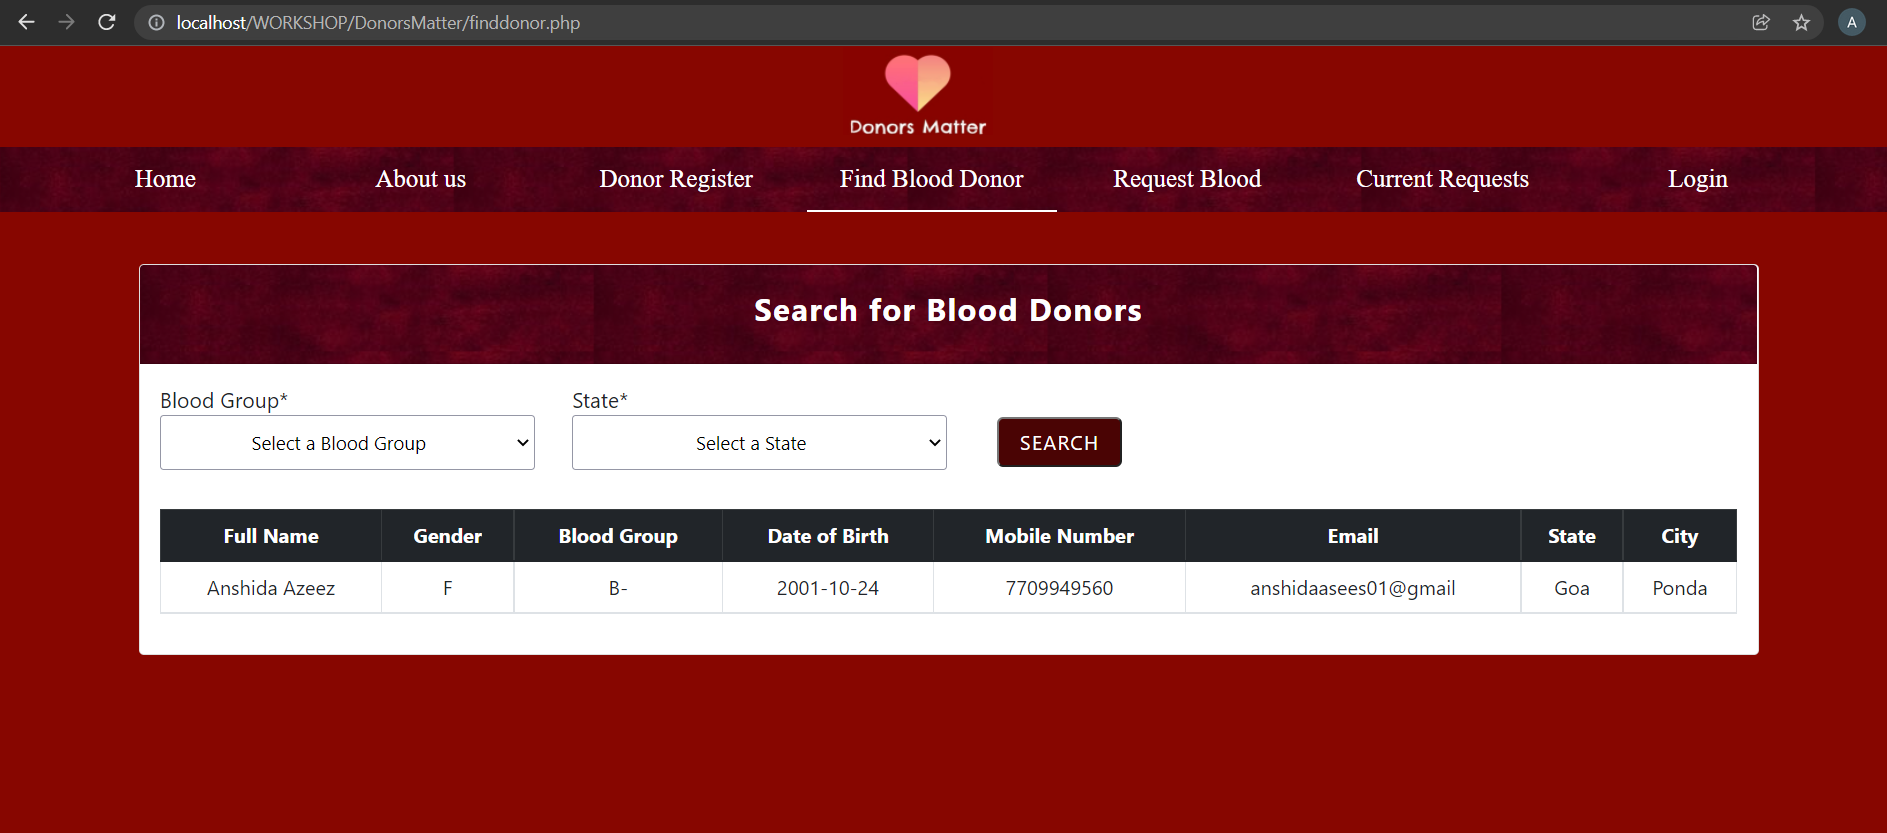 localhost/WORKSHOP/DonorsMatter/finddonor.php
A
Donors Matter
Home About us Donor Register Find Blood Donor Request Blood Current Requests Login
Search for Blood Donors
Blood Group* State*
Select a Blood Group Select a State SEARCH
Full Name Gender Blood Group Date of Birth Mobile Number Email State City
Anshida Azeez F B- 2001-10-24 7709949560 anshidaasees01@gmail Goa Ponda